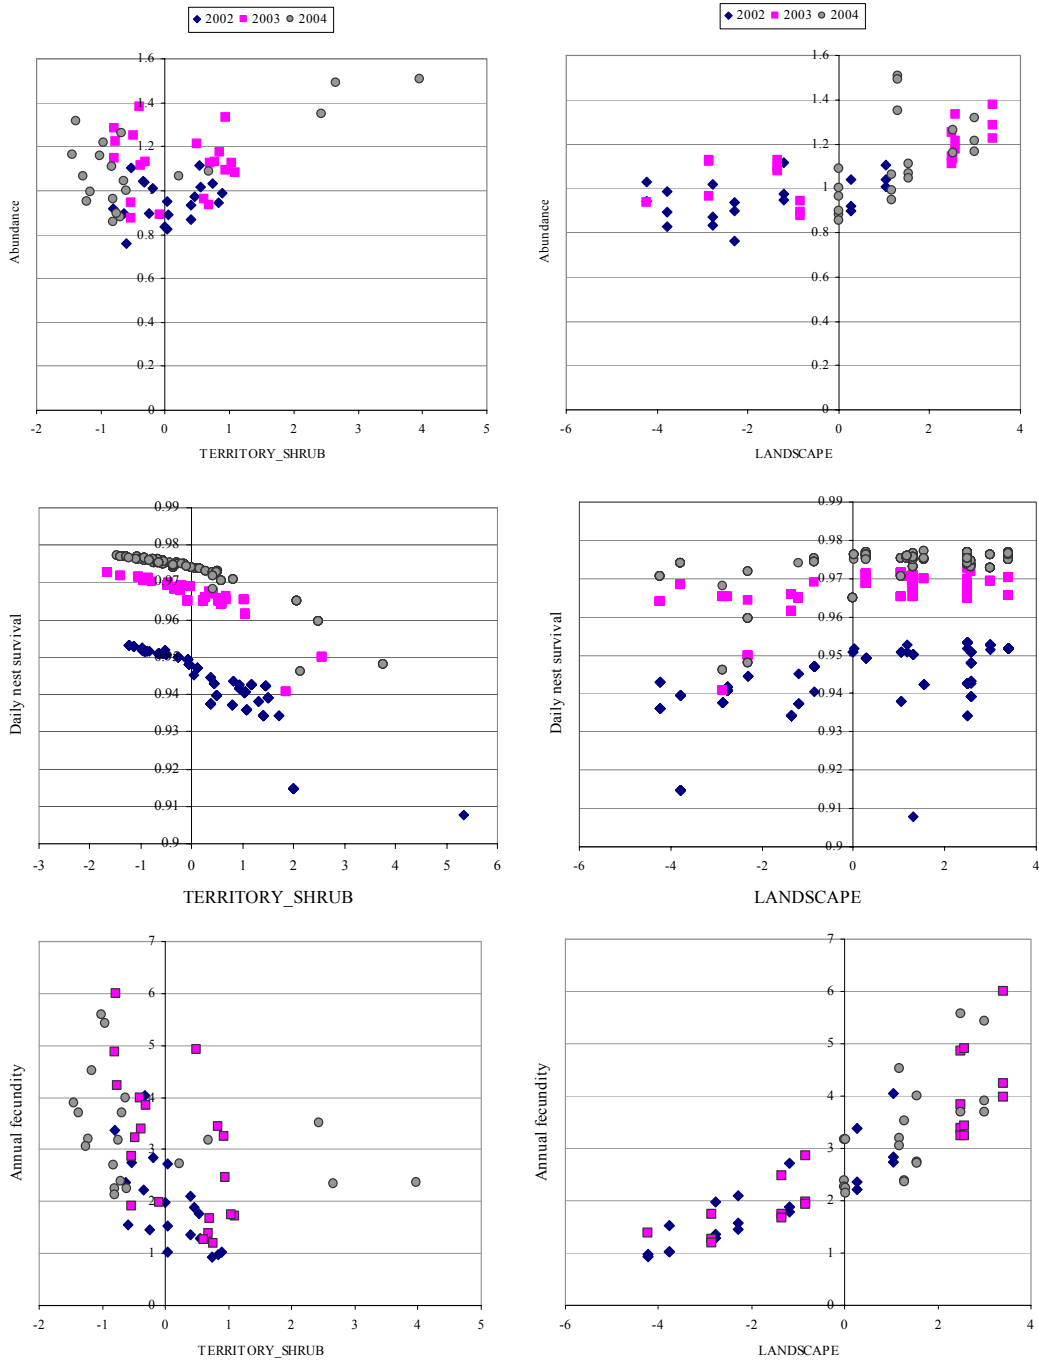 2002 2003 2004
1.6
1.4
1.2
1
0.8
0.6
0.4
0.2
0
-2 -1 0 1 2 3 4 5
Abundance
TERRITORY_SHRUB
2002 2003 2004
1.6
1.4
1.2
1
0.8
0.6
0.4
0.2
0
-6 -4 -2 0 2 4
Abundance
LANDSCAPE
0.99
0.98
0.97
0.96
0.95
0.94
0.93
0.92
0.91
0.9
-3 -2 -1 0 1 2 3 4 5 6
Daily nest survival
TERRITORY_SHRUB
0.99
0.98
0.97
0.96
0.95
0.94
0.93
0.92
0.91
0.9
-6 -4 -2 0 2 4
Daily nest survival
LANDSCAPE
7
6
5
4
3
2
1
0
-2 -1 0 1 2 3 4 5
Annual fecundity
TERRITORY_SHRUB
7
6
5
4
3
2
1
0
-6 -4 -2 0 2 4
Annual fecundity
LANDSCAPE